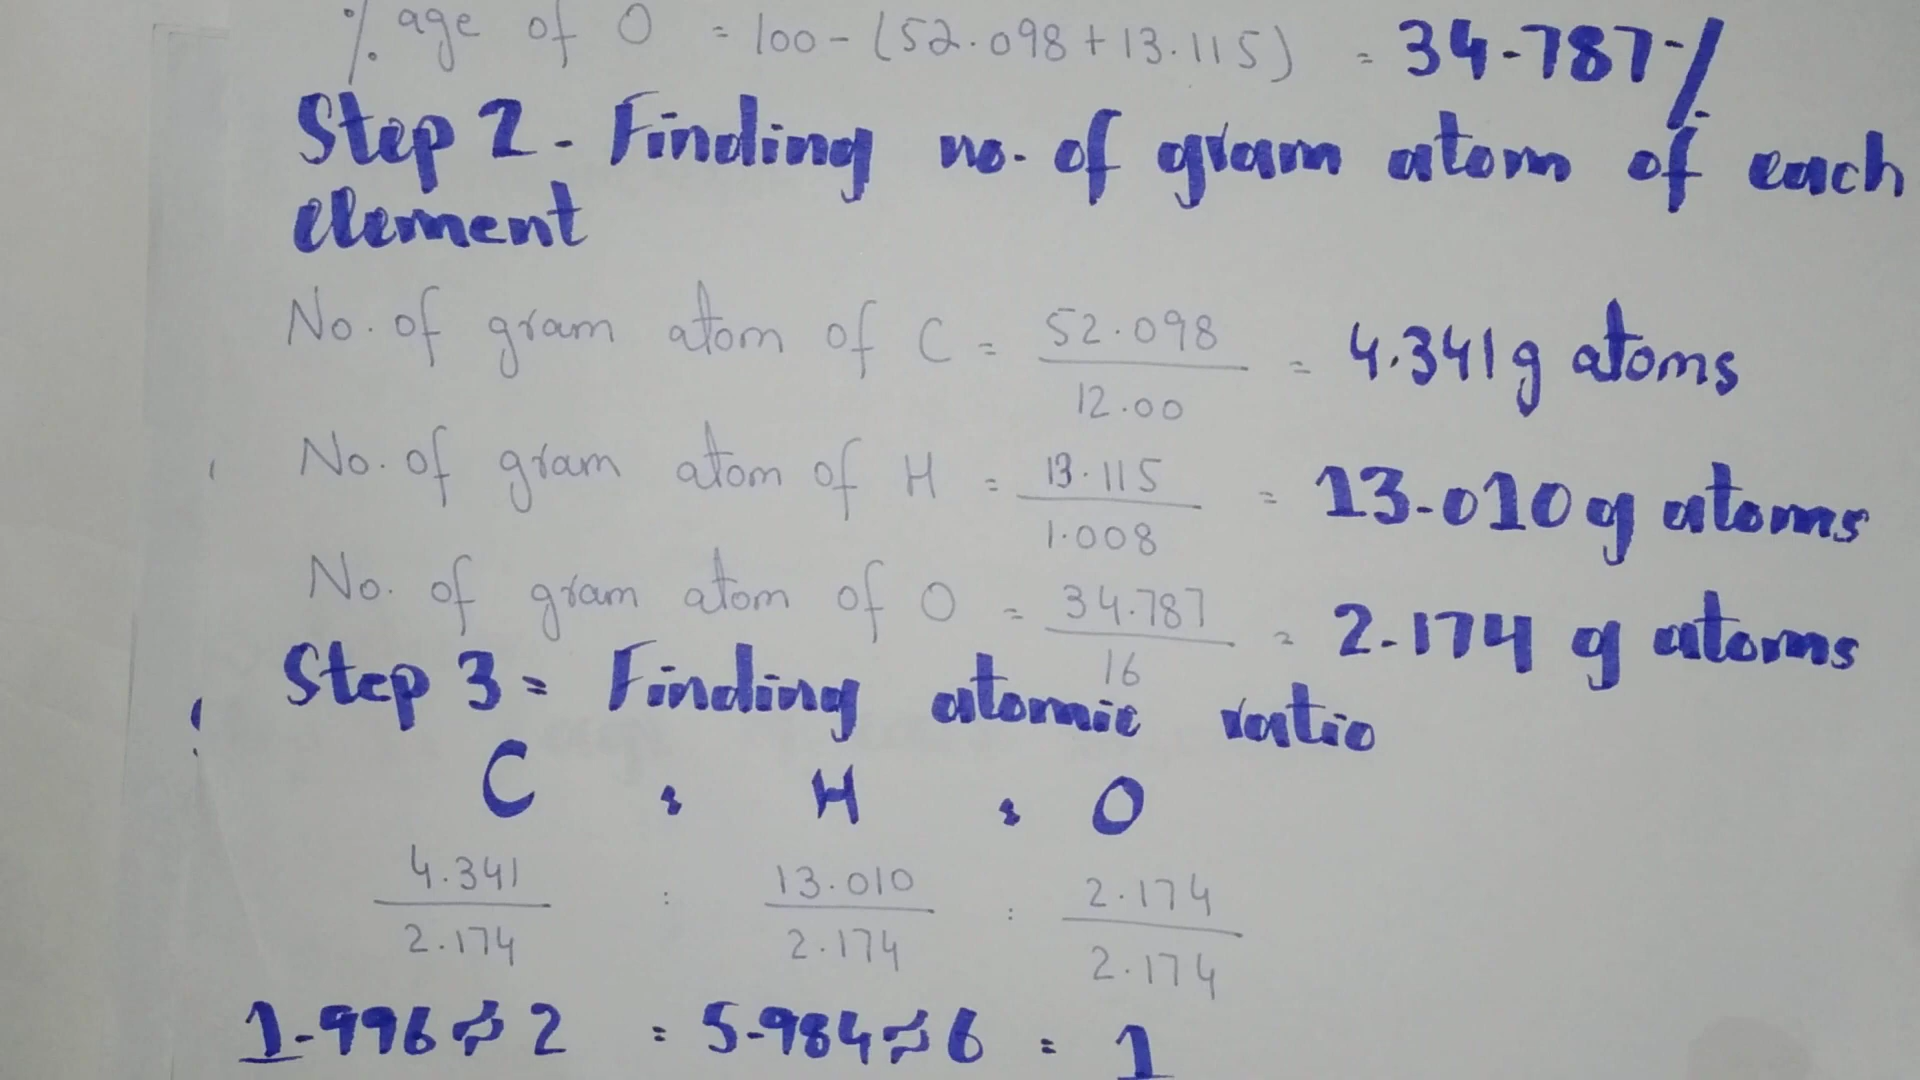 % age of O = 100 - (52.098 + 13.115) = 34.787%
Step 2 - Finding no. of gram atom of each
element
No. of gram atom of C = 52.098 / 12.00 = 4.341 g atoms
No. of gram atom of H = 13.115 / 1.008 = 13.010 g atoms
No. of gram atom of O = 34.787 / 16 = 2.174 g atoms
Step 3 = Finding atomic ratio
C : H : O
4.341 / 2.174 : 13.010 / 2.174 : 2.174 / 2.174
1.996 ≈ 2 : 5.984 ≈ 6 : 1